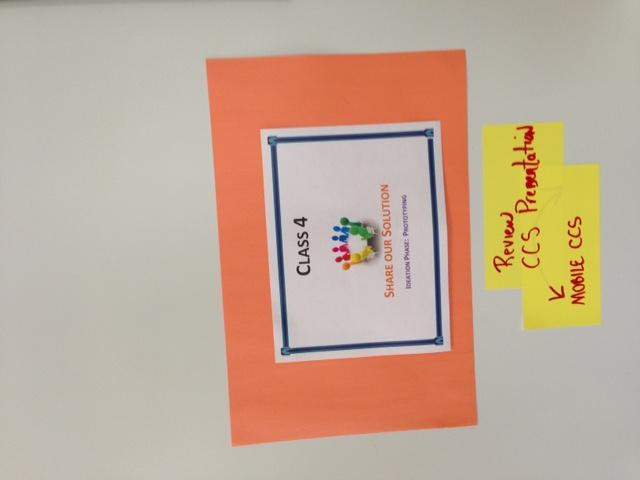 CLASS 4
SHARE OUR SOLUTION
IDEATION PHASE: PROTOTYPING
Review
CCS Presentation
MOBILE CCS